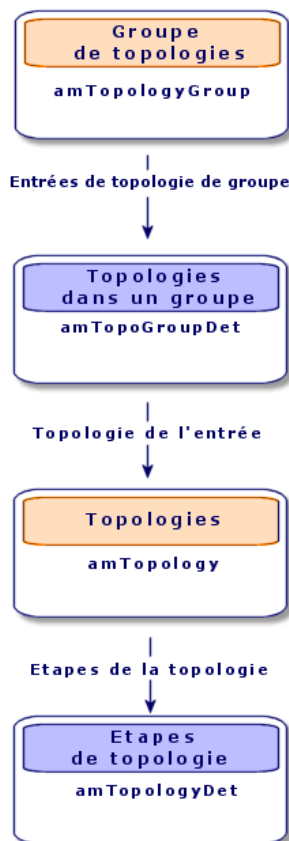 Groupe
de topologies
amTopologyGroup
Entrées de topologie de groupe
Topologies
dans un groupe
amTopoGroupDet
Topologie de l'entrée
Topologies
amTopology
Etapes de la topologie
Etapes
de topologie
amTopologyDet